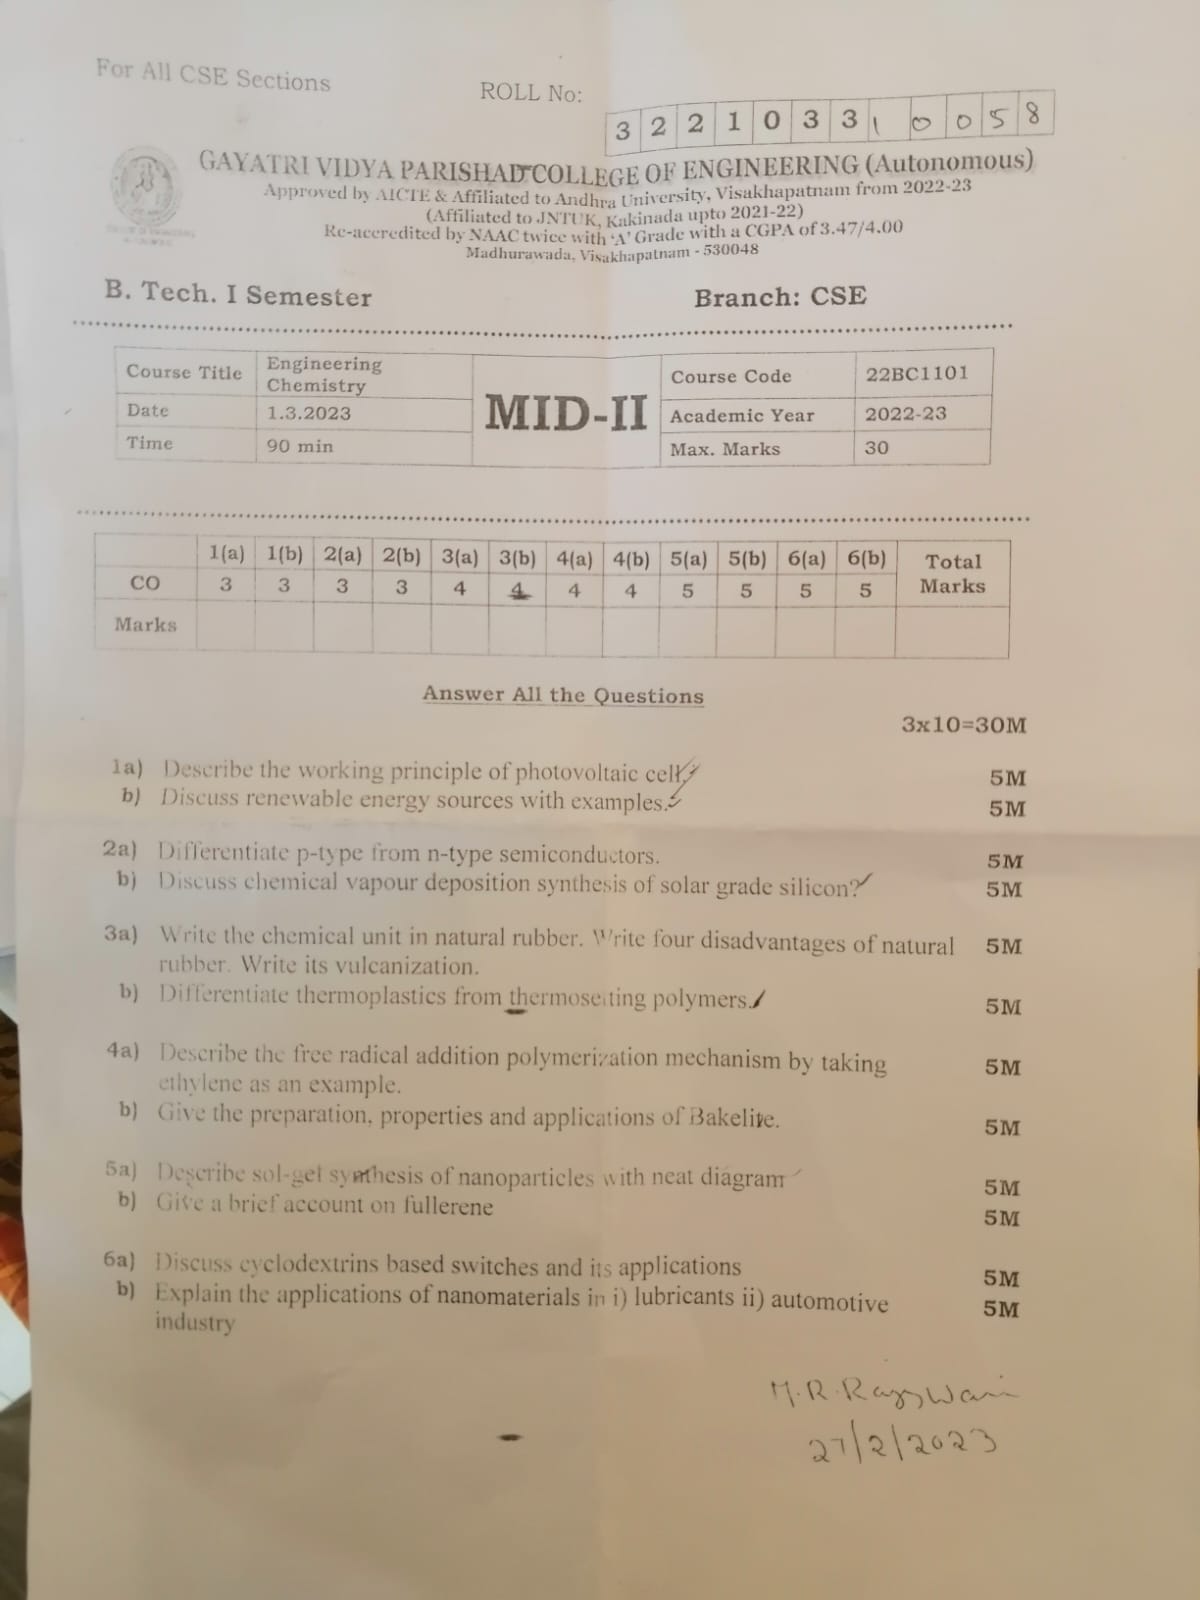 For All CSE Sections
ROLL No: 3 2 2 1 0 3 3 1 0 0 5 8
GAYATRI VIDYA PARISHAD COLLEGE OF ENGINEERING (Autonomous)
Approved by AICTE & Affiliated to Andhra University, Visakhapatnam from 2022-23
(Affiliated to JNTUK, Kakinada upto 2021-22)
Re-accredited by NAAC twice with ‘A’ Grade with a CGPA of 3.47/4.00
Madhurawada, Visakhapatnam - 530048
B. Tech. I Semester Branch: CSE
Course Title Engineering Chemistry MID-II Course Code 22BC1101
Date 1.3.2023 Academic Year 2022-23
Time 90 min Max. Marks 30
1(a) 1(b) 2(a) 2(b) 3(a) 3(b) 4(a) 4(b) 5(a) 5(b) 6(a) 6(b) Total Marks
CO 3 3 3 3 4 4 4 4 5 5 5 5
Marks
Answer All the Questions
3x10=30M
1a) Describe the working principle of photovoltaic cell. 5M
b) Discuss renewable energy sources with examples. 5M
2a) Differentiate p-type from n-type semiconductors. 5M
b) Discuss chemical vapour deposition synthesis of solar grade silicon? 5M
3a) Write the chemical unit in natural rubber. Write four disadvantages of natural 5M
rubber. Write its vulcanization.
b) Differentiate thermoplastics from thermosetting polymers. 5M
4a) Describe the free radical addition polymerization mechanism by taking 5M
ethylene as an example.
b) Give the preparation, properties and applications of Bakelite. 5M
5a) Describe sol-gel synthesis of nanoparticles with neat diagram 5M
b) Give a brief account on fullerene 5M
6a) Discuss cyclodextrins based switches and its applications 5M
b) Explain the applications of nanomaterials in i) lubricants ii) automotive 5M
industry
M.R.
27/2/2023